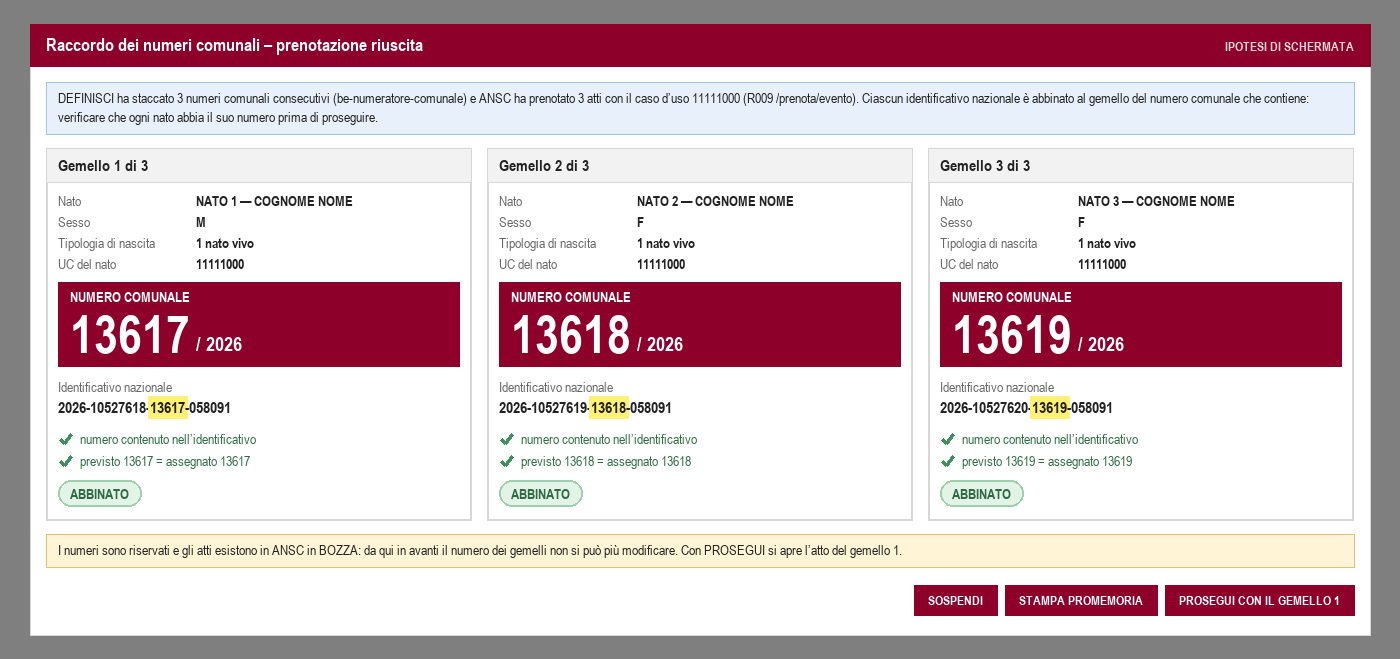 Raccordo dei numeri comunali – prenotazione riuscita
IPOTESI DI SCHERMATA
DEFINISCI ha staccato 3 numeri comunali consecutivi (be-numeratore-comunale) e ANSC ha prenotato 3 atti con il caso d'uso 11111000 (R009 /prenota/evento). Ciascun identificativo nazionale è abbinato al gemello del numero comunale che contiene:
verificare che ogni nato abbia il suo numero prima di proseguire.
Gemello 1 di 3
Nato NATO 1 — COGNOME NOME
Sesso M
Tipologia di nascita 1 nato vivo
UC del nato 11111000
NUMERO COMUNALE
13617 / 2026
Identificativo nazionale
2026-10527618-13617-058091
numero contenuto nell'identificativo
previsto 13617 = assegnato 13617
ABBINATO
Gemello 2 di 3
Nato NATO 2 — COGNOME NOME
Sesso F
Tipologia di nascita 1 nato vivo
UC del nato 11111000
NUMERO COMUNALE
13618 / 2026
Identificativo nazionale
2026-10527619-13618-058091
numero contenuto nell'identificativo
previsto 13618 = assegnato 13618
ABBINATO
Gemello 3 di 3
Nato NATO 3 — COGNOME NOME
Sesso F
Tipologia di nascita 1 nato vivo
UC del nato 11111000
NUMERO COMUNALE
13619 / 2026
Identificativo nazionale
2026-10527620-13619-058091
numero contenuto nell'identificativo
previsto 13619 = assegnato 13619
ABBINATO
I numeri sono riservati e gli atti esistono in ANSC in BOZZA: da qui in avanti il numero dei gemelli non si può più modificare. Con PROSEGUI si apre l'atto del gemello 1.
SOSPENDI
STAMPA PROMEMORIA
PROSEGUI CON IL GEMELLO 1